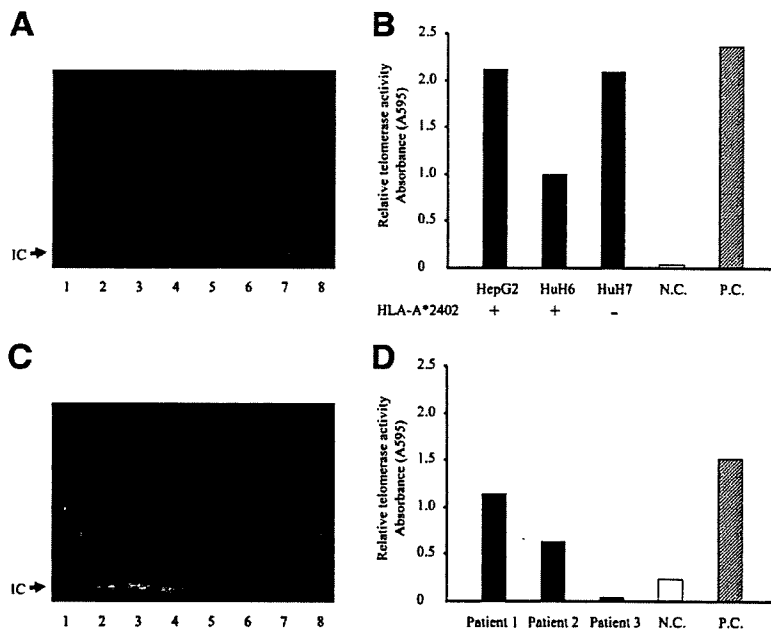 A
IC
1 2 3 4 5 6 7 8
B
Relative telomerase activity
Absorbance (A595)
2.5
2.0
1.5
1.0
0.5
0
HepG2 HuH6 HuH7 N.C. P.C.
HLA-A*2402 + + -
C
IC
1 2 3 4 5 6 7 8
D
Relative telomerase activity
Absorbance (A595)
2.5
2.0
1.5
1.0
0.5
0
Patient 1 Patient 2 Patient 3 N.C. P.C.